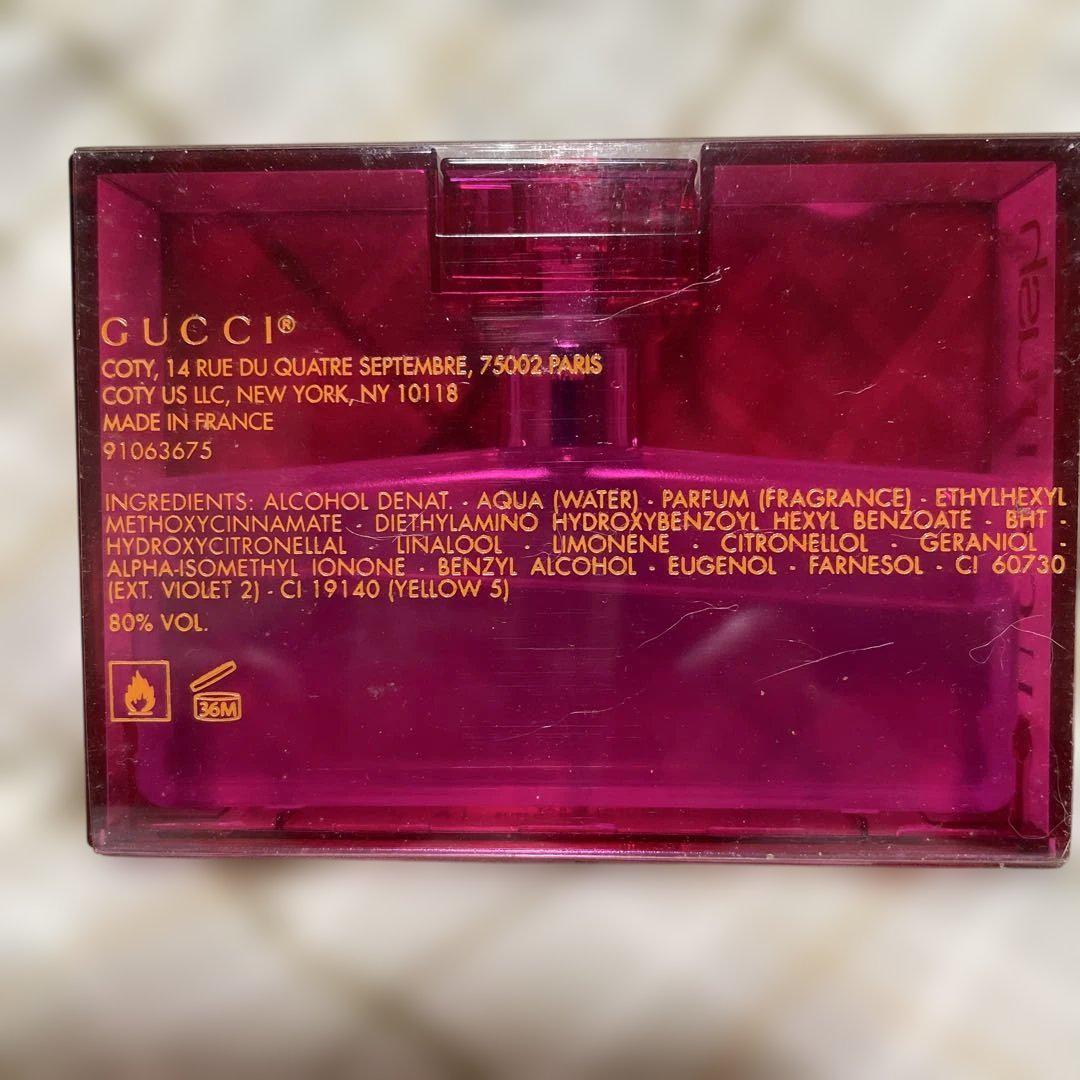 GUCCI®
COTY, 14 RUE DU QUATRE SEPTEMBRE, 75002 PARIS
COTY US LLC, NEW YORK, NY 10118
MADE IN FRANCE
91063675
INGREDIENTS: ALCOHOL DENAT. · AQUA (WATER) · PARFUM (FRAGRANCE) · ETHYLHEXYL
METHOXYCINNAMATE · DIETHYLAMINO HYDROXYBENZOYL HEXYL BENZOATE · BHT ·
HYDROXYCITRONELLAL · LINALOOL · LIMONENE · CITRONELLOL · GERANIOL ·
ALPHA-ISOMETHYL IONONE · BENZYL ALCOHOL · EUGENOL · FARNESOL · CI 60730
(EXT. VIOLET 2) · CI 19140 (YELLOW 5)
80% VOL.
36M